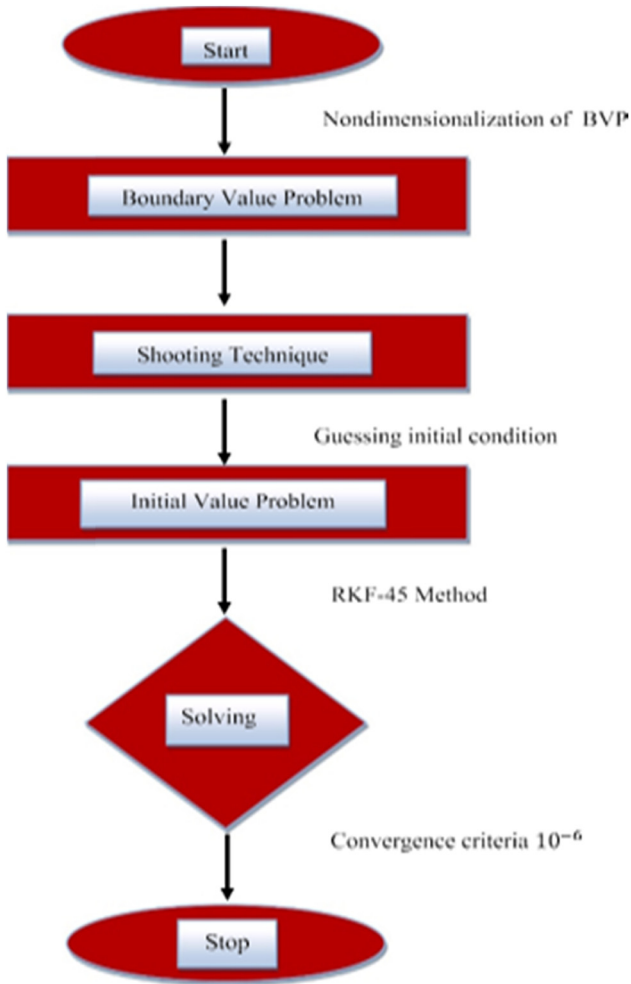 Start
Nondimensionalization of BVP
Boundary Value Problem
Shooting Technique
Guessing initial condition
Initial Value Problem
RKF-45 Method
Solving
Convergence criteria 10⁻⁶
Stop